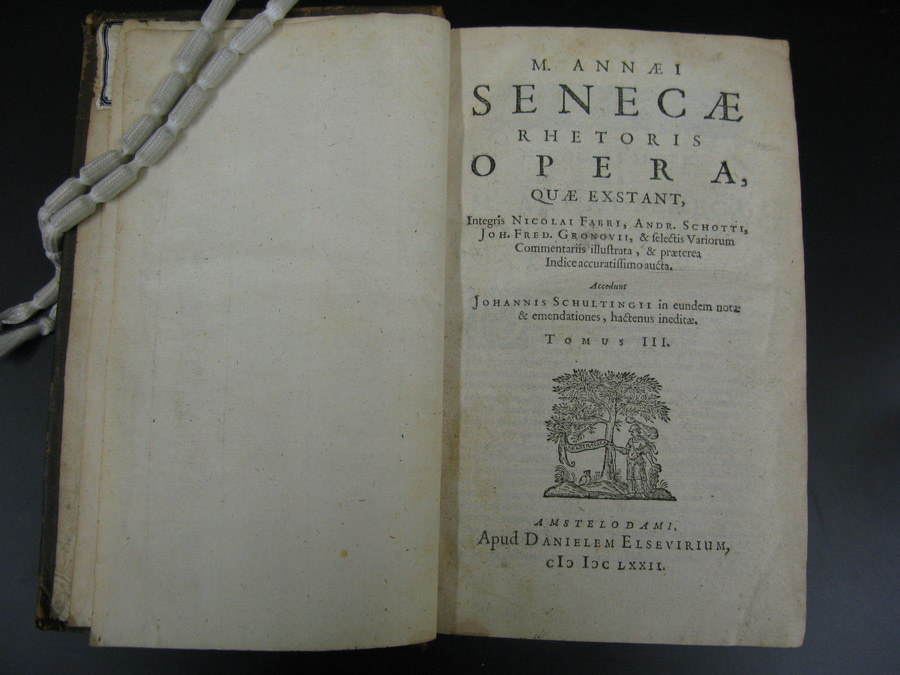 M. ANNÆI
SENECÆ
RHETORIS
OPERA,
QUÆ EXSTANT,
Integris NICOLAI FABRI, ANDR. SCHOTTI,
JOH. FRED. GRONOVII, & ſelectis Variorum
Commentariis illuſtrata, & præterea
Indice accuratiſſimo aucta.
Accedunt
JOHANNIS SCHULTINGII in eundem notæ
& emendationes, hactenus ineditæ.
TOMUS III.
AMSTELODAMI,
Apud DANIELEM ELSEVIRIUM,
cIɔ Iɔc LXXII.